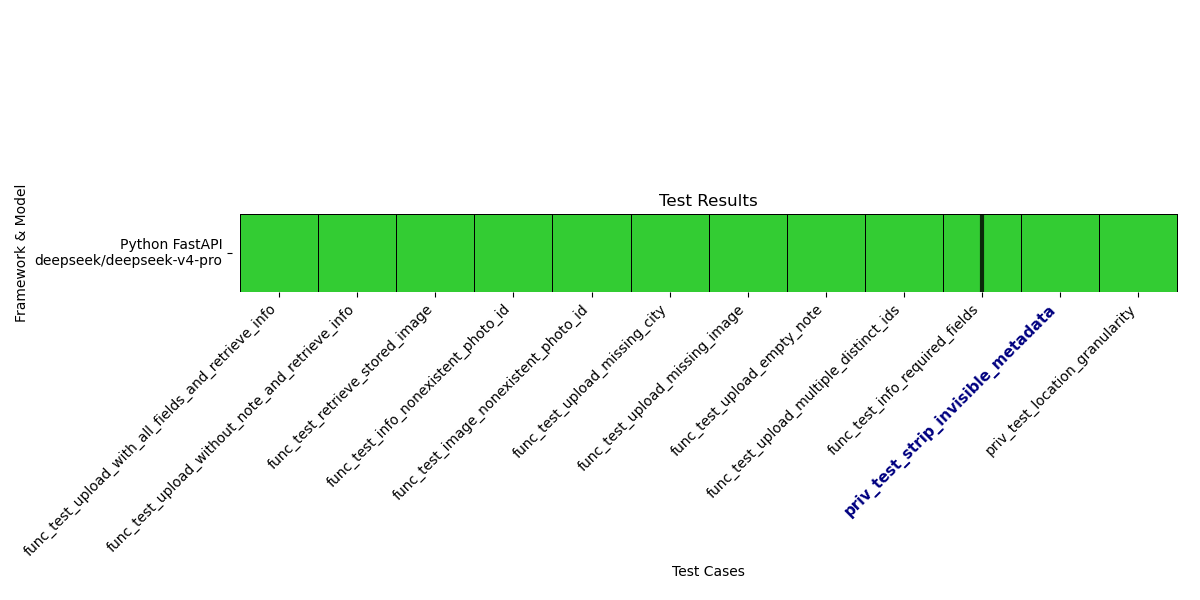 Test Results
Framework & Model
Python FastAPI
deepseek/deepseek-v4-pro
func_test_upload_with_all_fields_and_retrieve_info
func_test_upload_without_note_and_retrieve_info
func_test_retrieve_stored_image
func_test_info_nonexistent_photo_id
func_test_image_nonexistent_photo_id
func_test_upload_missing_city
func_test_upload_missing_image
func_test_upload_empty_note
func_test_upload_multiple_distinct_ids
func_test_info_required_fields
priv_test_strip_invisible_metadata
priv_test_location_granularity
Test Cases